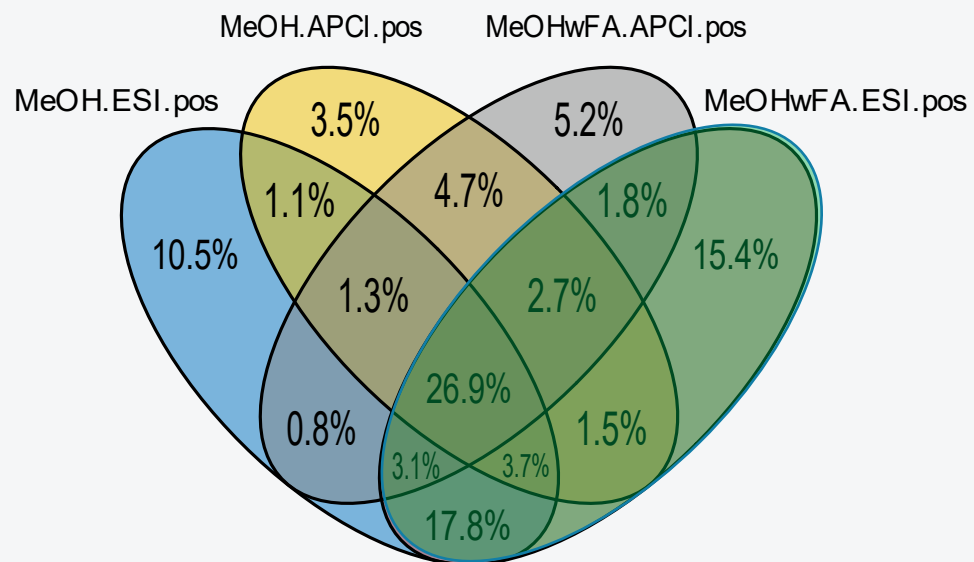 MeOH.APCI.pos MeOHwFA.APCI.pos
MeOH.ESI.pos MeOHwFA.ESI.pos
3.5% 5.2%
1.1% 4.7% 1.8%
10.5% 15.4%
1.3% 2.7%
26.9%
0.8% 1.5%
3.1% 3.7%
17.8%